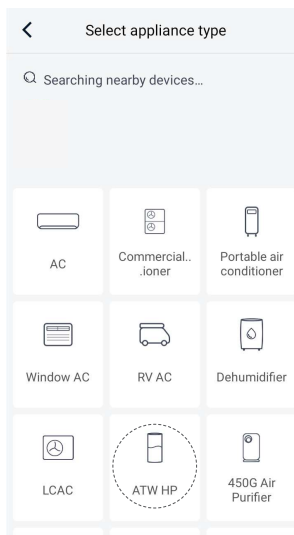 Select appliance type
Searching nearby devices...
AC
Commercial..
.ioner
Portable air
conditioner
Window AC
RV AC
Dehumidifier
LCAC
ATW HP
450G Air
Purifier